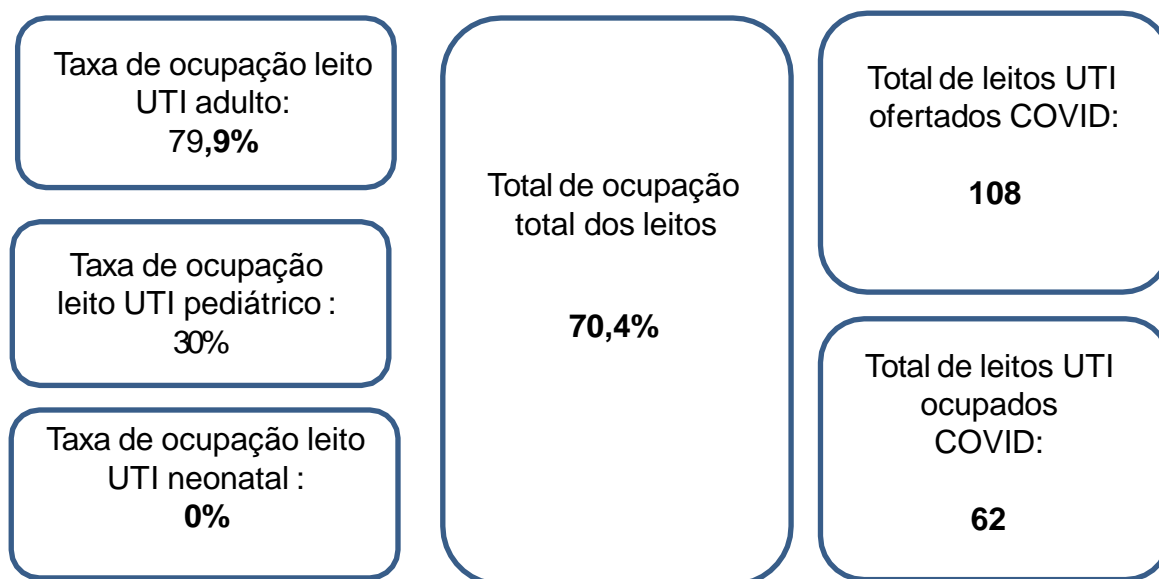 Taxa de ocupação leito
UTI adulto:
79,9%
Taxa de ocupação
leito UTI pediátrico :
30%
Taxa de ocupação leito
UTI neonatal :
0%
Total de ocupação
total dos leitos
70,4%
Total de leitos UTI
ofertados COVID:
108
Total de leitos UTI
ocupados
COVID:
62